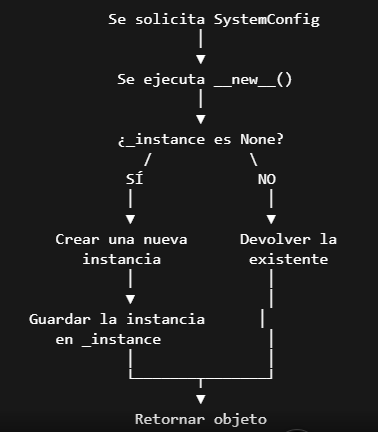 Se solicita SystemConfig
Se ejecuta __new__()
¿_instance es None?
SÍ NO
Crear una nueva Devolver la
instancia existente
Guardar la instancia
en _instance
Retornar objeto